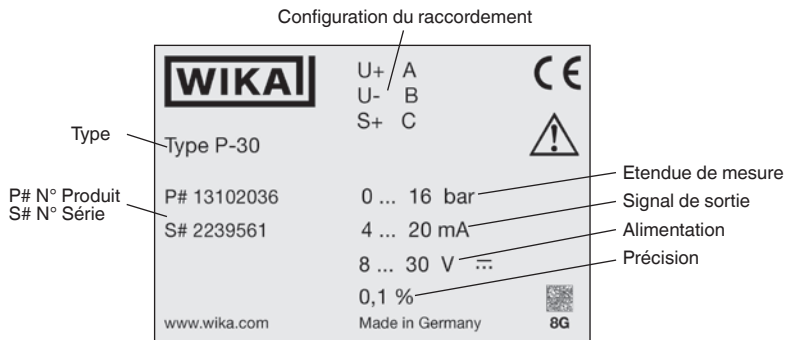 Configuration du raccordement
WIKA
U+ A
U- B
S+ C
CE
Type
Type P-30
P# N° Produit
S# N° Série
P# 13102036
S# 2239561
0 ... 16 bar
Etendue de mesure
4 ... 20 mA
Signal de sortie
8 ... 30 V
Alimentation
0,1 %
Précision
www.wika.com
Made in Germany
8G